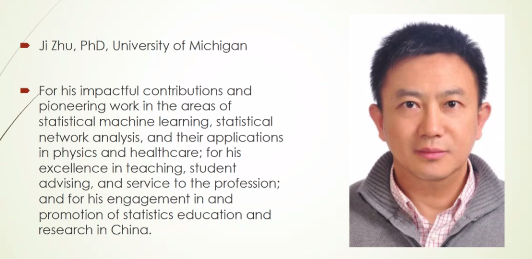 Ji Zhu, PhD, University of Michigan
For his impactful contributions and
pioneering work in the areas of
statistical machine learning, statistical
network analysis, and their applications
in physics and healthcare; for his
excellence in teaching, student
advising, and service to the profession;
and for his engagement in and
promotion of statistics education and
research in China.